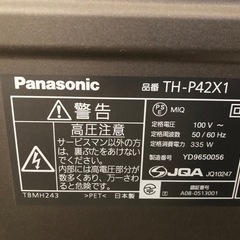 Panasonic 品番 TH-P42X1
警告
高圧注意
サービスマン以外の方は、
裏ぶたをあけないで
ください。
内部には高電圧部分が
数多くあり、万一さわ
ると危険です。
TBMH243 >PET< 日本製
PSE MIQ
定格電圧 100 V~
定格周波数 50 / 60 Hz
定格消費電力 335 W
製造番号 YD9650056
JQA JQ10247
VCCI
A08-0513001